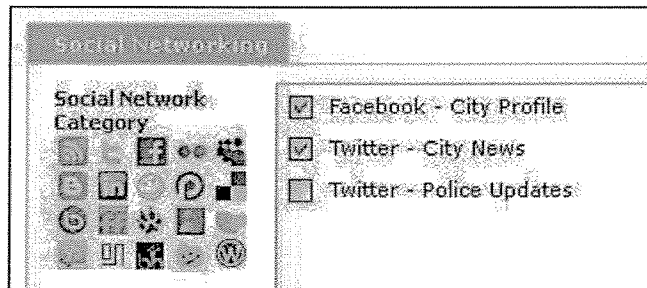 Social Networking
Social Network
Category
Facebook - City Profile
Twitter - City News
Twitter - Police Updates